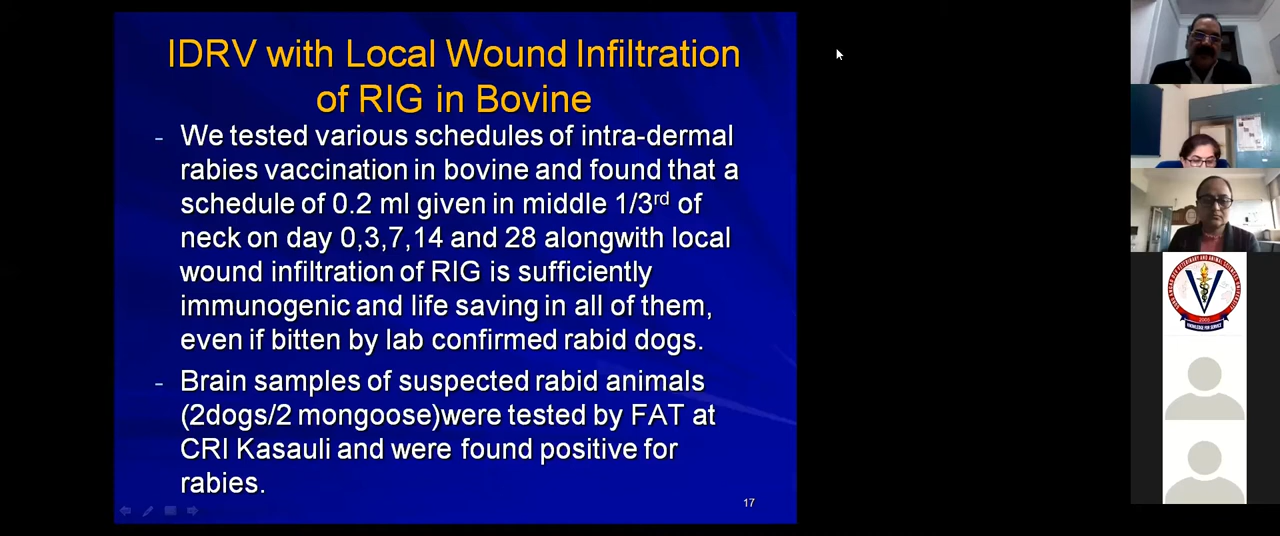 IDRV with Local Wound Infiltration
of RIG in Bovine
- We tested various schedules of intra-dermal
rabies vaccination in bovine and found that a
schedule of 0.2 ml given in middle 1/3rd of
neck on day 0,3,7,14 and 28 alongwith local
wound infiltration of RIG is sufficiently
immunogenic and life saving in all of them,
even if bitten by lab confirmed rabid dogs.
- Brain samples of suspected rabid animals
(2dogs/2 mongoose)were tested by FAT at
CRI Kasauli and were found positive for
rabies.
17